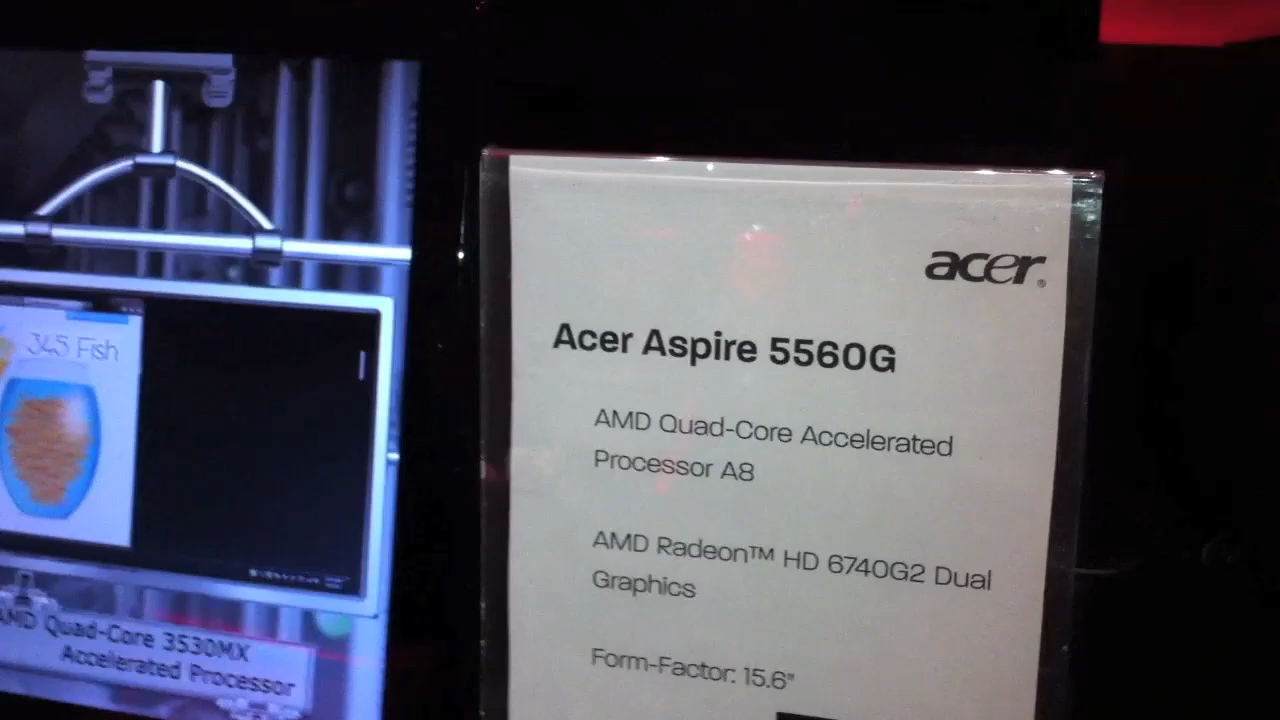 345 Fish
AMD Quad-Core 3530MX
Accelerated Processor
acer
Acer Aspire 5560G
AMD Quad-Core Accelerated
Processor A8
AMD Radeon™ HD 6740G2 Dual
Graphics
Form-Factor: 15.6"